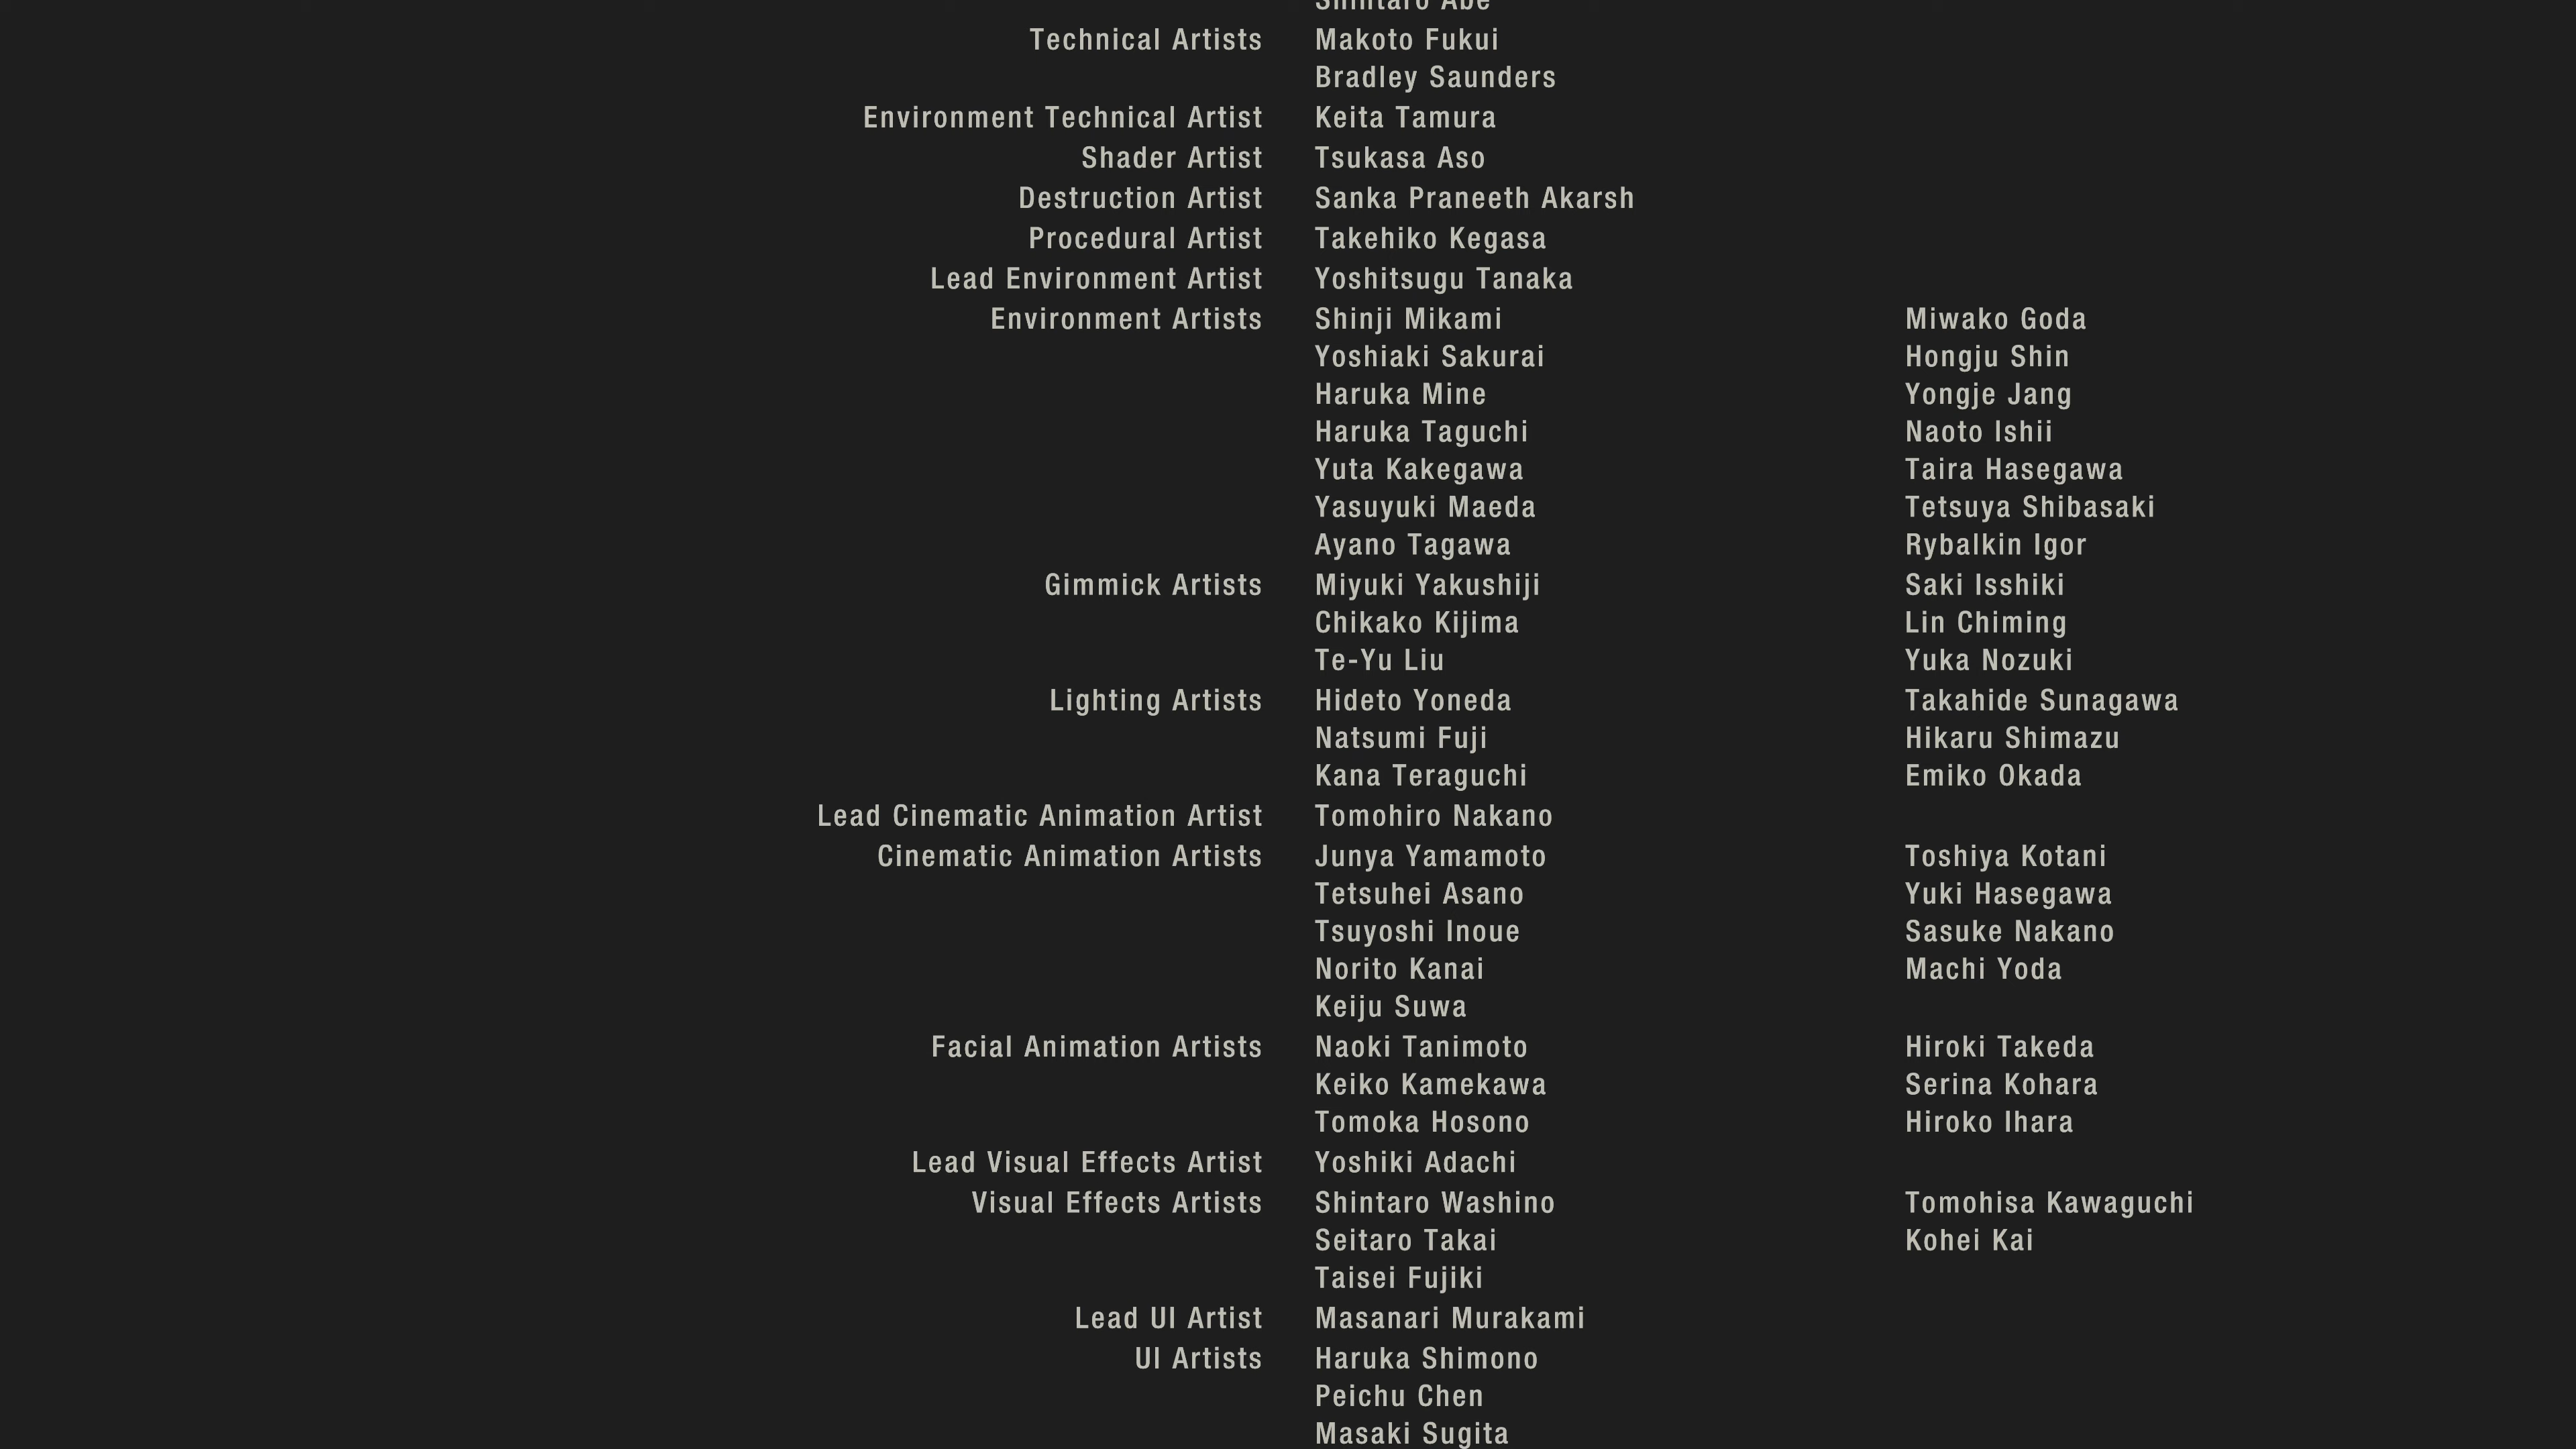 Shintaro Abe
Technical Artists Makoto Fukui
Bradley Saunders
Environment Technical Artist Keita Tamura
Shader Artist Tsukasa Aso
Destruction Artist Sanka Praneeth Akarsh
Procedural Artist Takehiko Kegasa
Lead Environment Artist Yoshitsugu Tanaka
Environment Artists Shinji Mikami Miwako Goda
Yoshiaki Sakurai Hongju Shin
Haruka Mine Yongje Jang
Haruka Taguchi Naoto Ishii
Yuta Kakegawa Taira Hasegawa
Yasuyuki Maeda Tetsuya Shibasaki
Ayano Tagawa Rybalkin Igor
Gimmick Artists Miyuki Yakushiji Saki Isshiki
Chikako Kijima Lin Chiming
Te-Yu Liu Yuka Nozuki
Lighting Artists Hideto Yoneda Takahide Sunagawa
Natsumi Fuji Hikaru Shimazu
Kana Teraguchi Emiko Okada
Lead Cinematic Animation Artist Tomohiro Nakano
Cinematic Animation Artists Junya Yamamoto Toshiya Kotani
Tetsuhei Asano Yuki Hasegawa
Tsuyoshi Inoue Sasuke Nakano
Norito Kanai Machi Yoda
Keiju Suwa
Facial Animation Artists Naoki Tanimoto Hiroki Takeda
Keiko Kamekawa Serina Kohara
Tomoka Hosono Hiroko Ihara
Lead Visual Effects Artist Yoshiki Adachi
Visual Effects Artists Shintaro Washino Tomohisa Kawaguchi
Seitaro Takai Kohei Kai
Taisei Fujiki
Lead UI Artist Masanari Murakami
UI Artists Haruka Shimono
Peichu Chen
Masaki Sugita